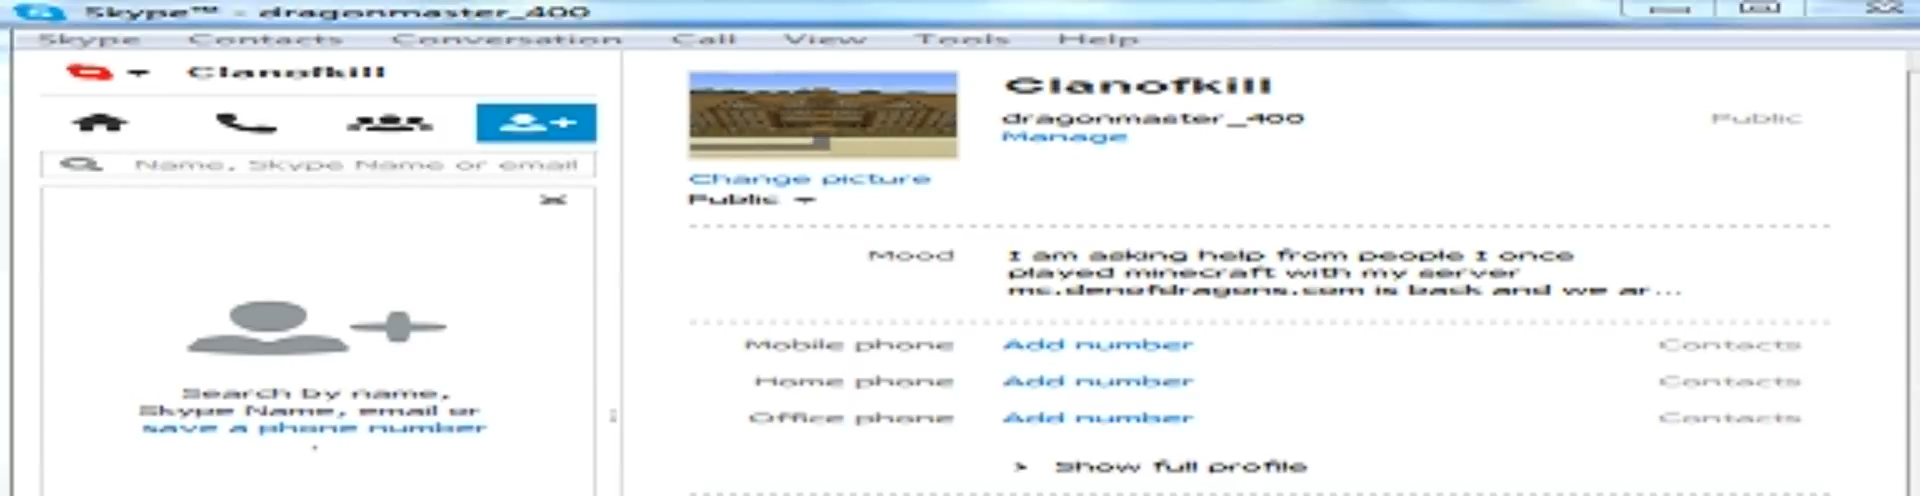 Skype™ - dragonmaster_400
Skype Contacts Conversation Call View Tools Help
Clanofkill
Name, Skype Name or email
Search by name,
Skype Name, email or
save a phone number
.
Clanofkill
dragonmaster_400
Public
Manage
Change picture
Public
Mood
I am asking help from people I once
played minecraft with my server
mc.denofdragons.com is back and we ar...
Mobile phone Add number Contacts
Home phone Add number Contacts
Office phone Add number Contacts
Show full profile